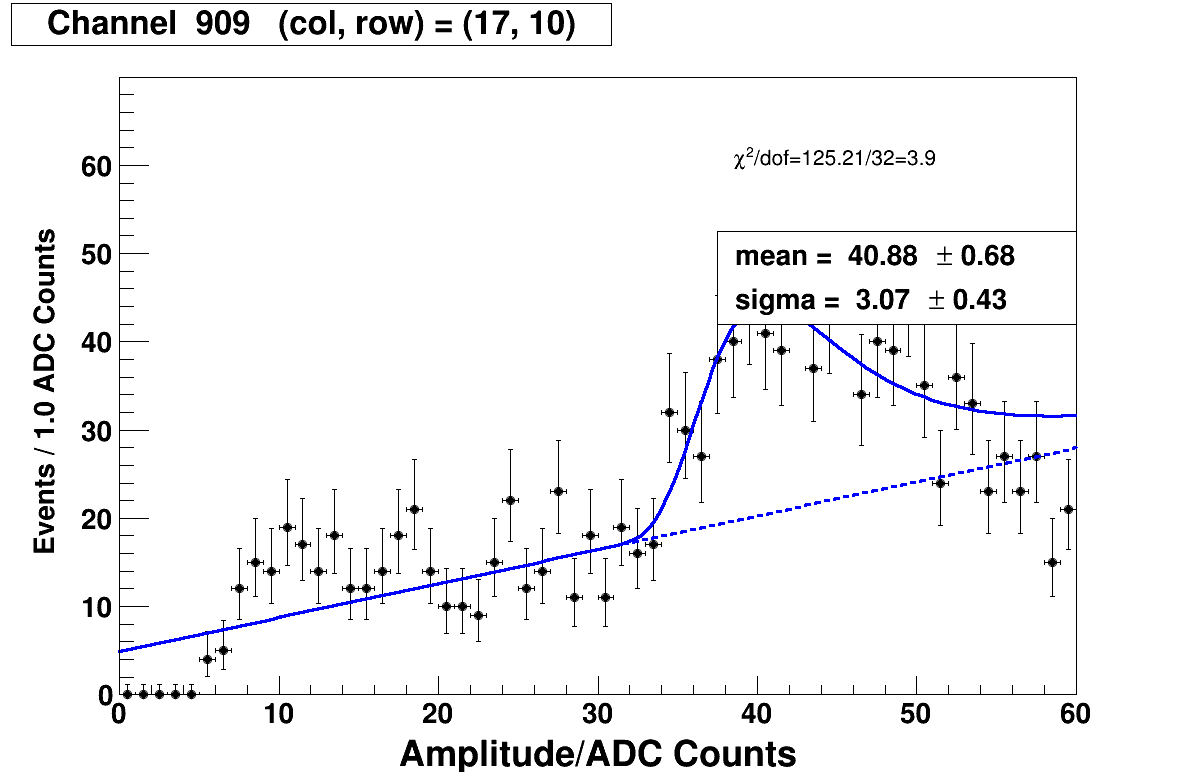 Channel 909 (col, row) = (17, 10)
χ²/dof=125.21/32=3.9
mean = 40.88 ± 0.68
sigma = 3.07 ± 0.43
Events / 1.0 ADC Counts
60
50
40
30
20
10
0
0 10 20 30 40 50 60
Amplitude/ADC Counts